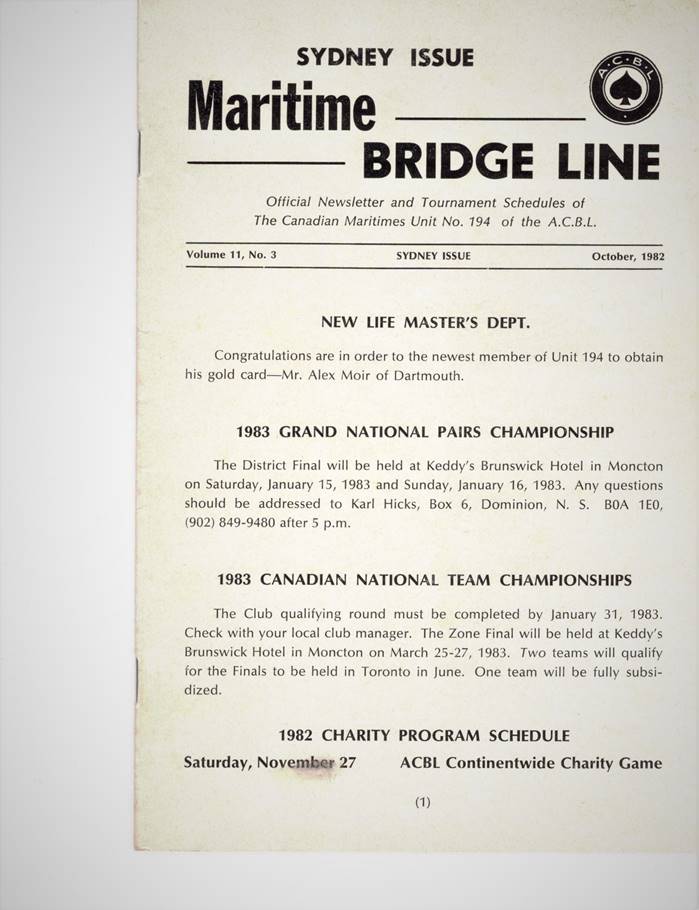 SYDNEY ISSUE
A·C·B·L
Maritime
BRIDGE LINE
Official Newsletter and Tournament Schedules of
The Canadian Maritimes Unit No. 194 of the A.C.B.L.
Volume 11, No. 3 SYDNEY ISSUE October, 1982
NEW LIFE MASTER'S DEPT.
Congratulations are in order to the newest member of Unit 194 to obtain
his gold card—Mr. Alex Moir of Dartmouth.
1983 GRAND NATIONAL PAIRS CHAMPIONSHIP
The District Final will be held at Keddy's Brunswick Hotel in Moncton
on Saturday, January 15, 1983 and Sunday, January 16, 1983. Any questions
should be addressed to Karl Hicks, Box 6, Dominion, N. S. B0A 1E0,
(902) 849-9480 after 5 p.m.
1983 CANADIAN NATIONAL TEAM CHAMPIONSHIPS
The Club qualifying round must be completed by January 31, 1983.
Check with your local club manager. The Zone Final will be held at Keddy's
Brunswick Hotel in Moncton on March 25-27, 1983. Two teams will qualify
for the Finals to be held in Toronto in June. One team will be fully subsi-
dized.
1982 CHARITY PROGRAM SCHEDULE
Saturday, November 27 ACBL Continentwide Charity Game
(1)